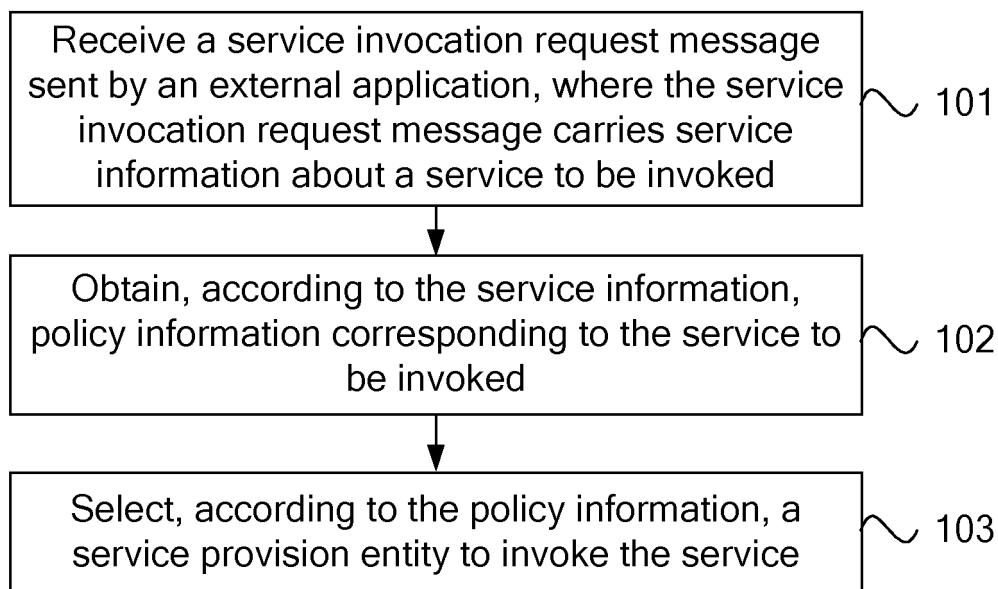 Receive a service invocation request message
sent by an external application, where the service
invocation request message carries service
information about a service to be invoked
101
Obtain, according to the service information,
policy information corresponding to the service to
be invoked
102
Select, according to the policy information, a
service provision entity to invoke the service
103